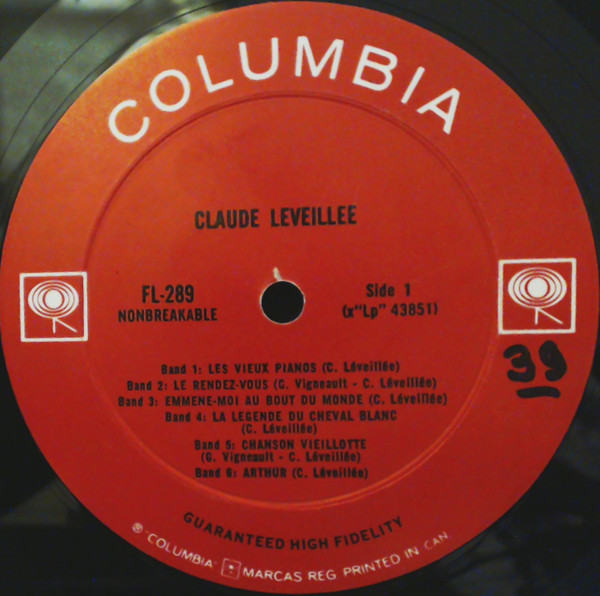 COLUMBIA
CLAUDE LEVEILLEE
FL-289
NONBREAKABLE
Side 1
(x"Lp" 43851)
39
Band 1: LES VIEUX PIANOS (C. Léveillée)
Band 2: LE RENDEZ-VOUS (G. Vigneault - C. Léveillée)
Band 3: EMMENE-MOI AU BOUT DU MONDE (C. Léveillée)
Band 4: LA LEGENDE DU CHEVAL BLANC
(C. Léveillée)
Band 5: CHANSON VIEILLOTTE
(G. Vigneault - C. Léveillée)
Band 6: ARTHUR (C. Léveillée)
GUARANTEED HIGH FIDELITY
® "COLUMBIA" MARCAS REG. PRINTED IN CAN.